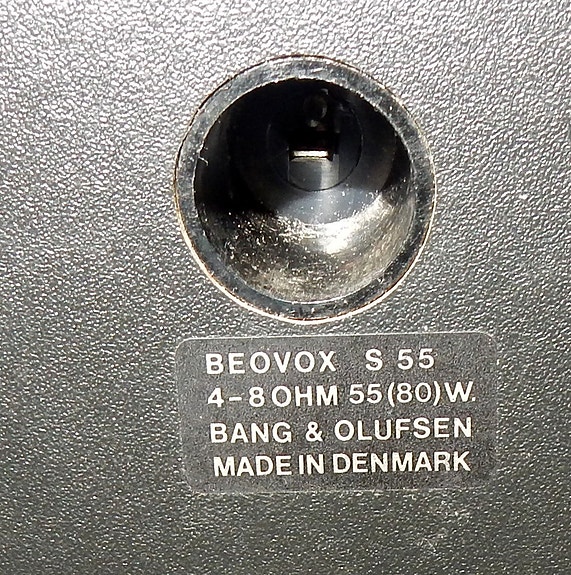 BEOVOX S 55
4-8 OHM 55(80)W.
BANG & OLUFSEN
MADE IN DENMARK